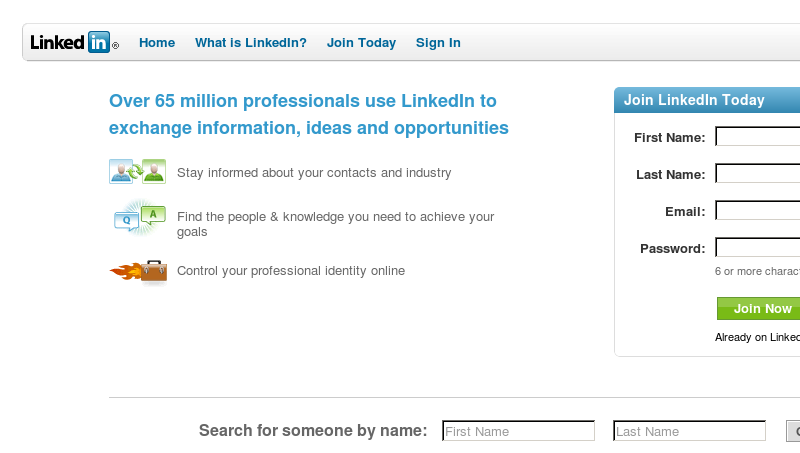 Linked in ®
Home
What is LinkedIn?
Join Today
Sign In
Over 65 million professionals use LinkedIn to
exchange information, ideas and opportunities
Stay informed about your contacts and industry
Q A
Find the people & knowledge you need to achieve your
goals
Control your professional identity online
Join LinkedIn Today
First Name:
Last Name:
Email:
Password:
6 or more charact
Join Now
Already on Linked
Search for someone by name:
First Name
Last Name